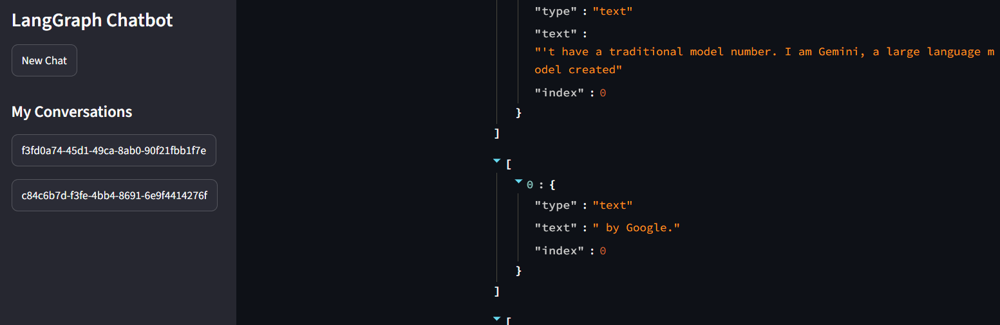 LangGraph Chatbot
New Chat
My Conversations
f3fd0a74-45d1-49ca-8ab0-90f21fbb1f7e
c84c6b7d-f3fe-4bb4-8691-6e9f4414276f
"type" : "text"
"text" :
"'t have a traditional model number. I am Gemini, a large language m
odel created"
"index" : 0
}
]
[
0 : {
"type" : "text"
"text" : " by Google."
"index" : 0
}
]
[